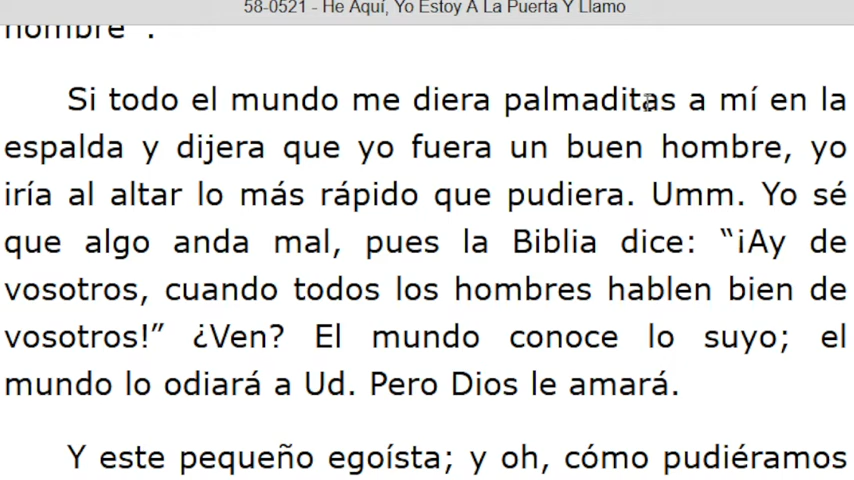 58-0521 - He Aquí, Yo Estoy A La Puerta Y Llamo
hombre".
Si todo el mundo me diera palmaditas a mí en la
espalda y dijera que yo fuera un buen hombre, yo
iría al altar lo más rápido que pudiera. Umm. Yo sé
que algo anda mal, pues la Biblia dice: “¡Ay de
vosotros, cuando todos los hombres hablen bien de
vosotros!” ¿Ven? El mundo conoce lo suyo; el
mundo lo odiará a Ud. Pero Dios le amará.
Y este pequeño egoísta; y oh, cómo pudiéramos